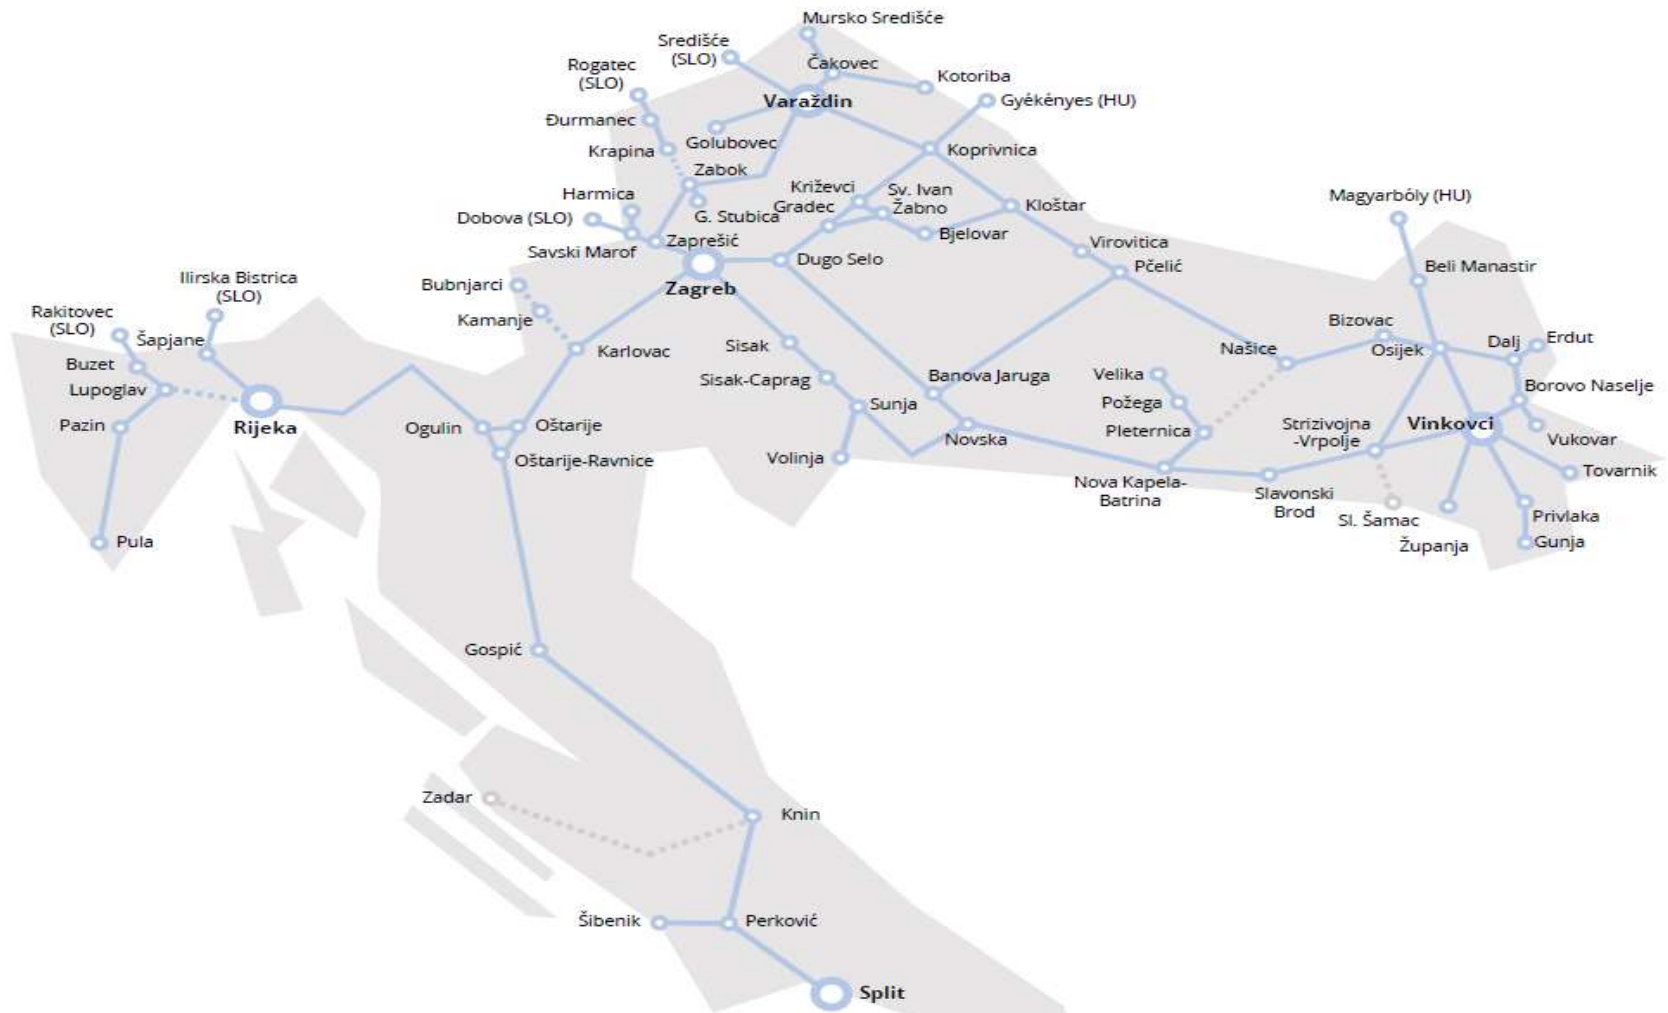 Mursko Središće
Središće
(SLO)
Čakovec
Rogatec
(SLO)
Kotoriba
Varaždin
Gyékényes (HU)
Đurmanec
Golubovec
Krapina
Koprivnica
Zabok
Harmica
Križevci
Sv. Ivan
Žabno
Magyarbóly (HU)
Gradec
Kloštar
Dobova (SLO)
G. Stubica
Bjelovar
Savski Marof
Zaprešić
Virovitica
Dugo Selo
Pčelić
Beli Manastir
Ilirska Bistrica
(SLO)
Bubnjarci
Zagreb
Rakitovec
(SLO)
Kamanje
Bizovac
Šapjane
Sisak
Dalj
Erdut
Karlovac
Našice
Osijek
Buzet
Sisak-Caprag
Banova Jaruga
Velika
Borovo Naselje
Lupoglav
Sunja
Požega
Pazin
Rijeka
Ogulin
Oštarije
Strizivojna
-Vrpolje
Vinkovci
Pleternica
Novska
Vukovar
Oštarije-Ravnice
Volinja
Tovarnik
Nova Kapela-
Batrina
Slavonski
Brod
Sl. Šamac
Privlaka
Pula
Županja
Gunja
Gospić
Zadar
Knin
Šibenik
Perković
Split